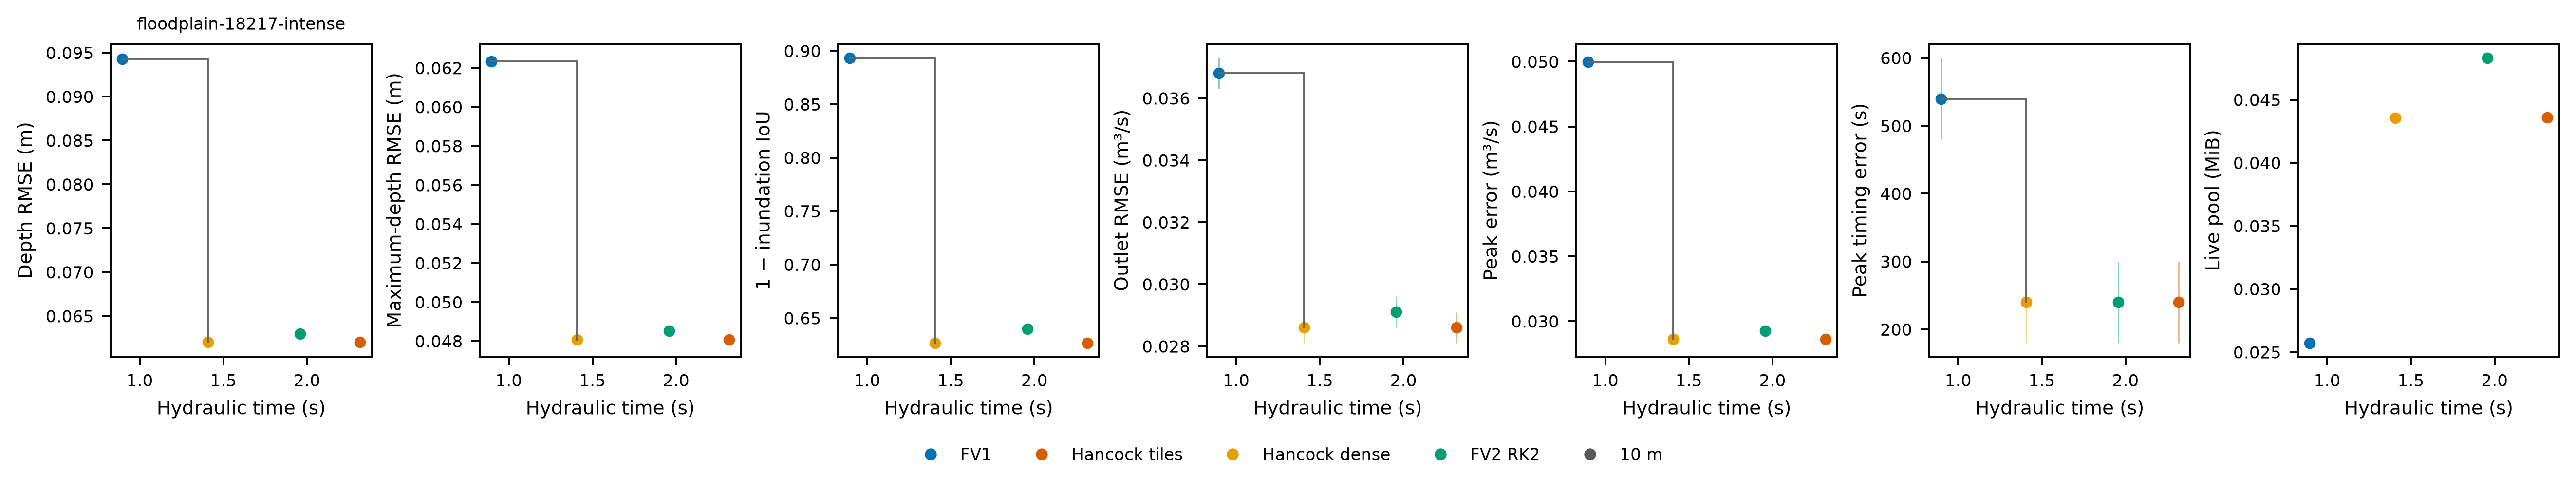 floodplain-18217-intense
Depth RMSE (m)
0.095
0.090
0.085
0.080
0.075
0.070
0.065
1.0 1.5 2.0
Hydraulic time (s)
Maximum-depth RMSE (m)
0.062
0.060
0.058
0.056
0.054
0.052
0.050
0.048
1.0 1.5 2.0
Hydraulic time (s)
1 − inundation IoU
0.90
0.85
0.80
0.75
0.70
0.65
1.0 1.5 2.0
Hydraulic time (s)
Outlet RMSE (m³/s)
0.036
0.034
0.032
0.030
0.028
1.0 1.5 2.0
Hydraulic time (s)
Peak error (m³/s)
0.050
0.045
0.040
0.035
0.030
1.0 1.5 2.0
Hydraulic time (s)
Peak timing error (s)
600
500
400
300
200
1.0 1.5 2.0
Hydraulic time (s)
Live pool (MiB)
0.045
0.040
0.035
0.030
0.025
1.0 1.5 2.0
Hydraulic time (s)
FV1 Hancock tiles Hancock dense FV2 RK2 10 m